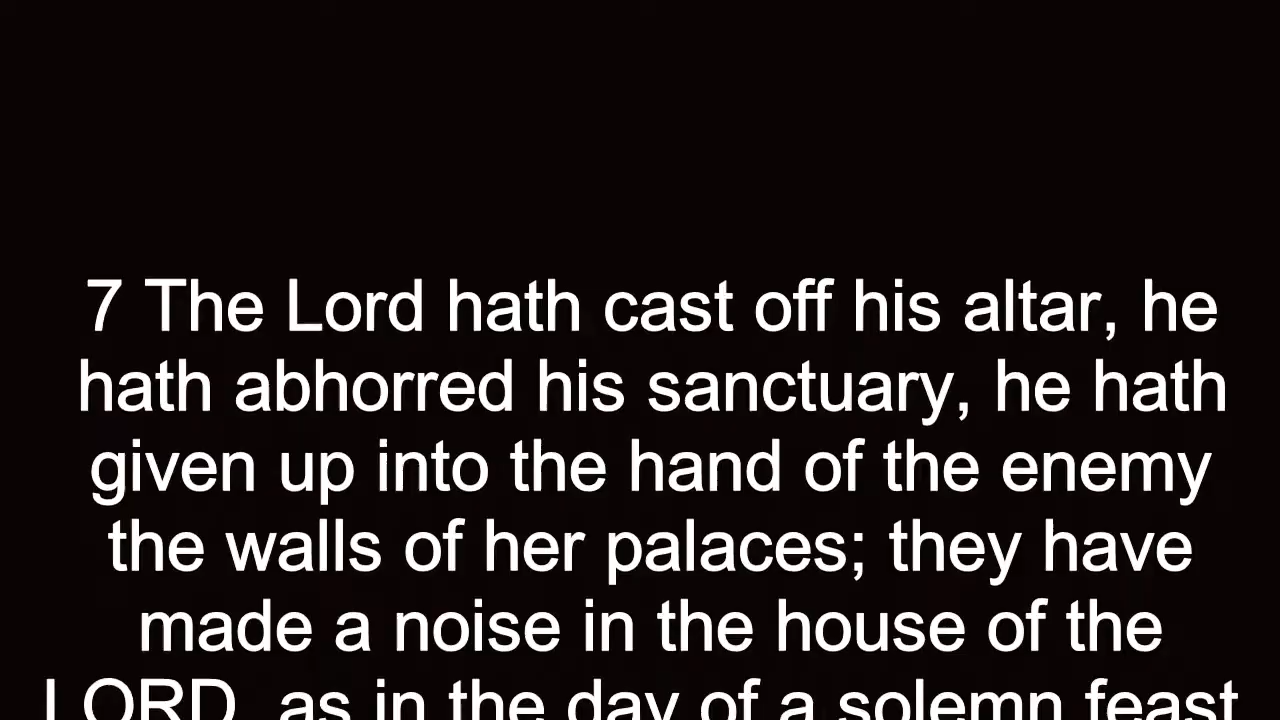 7 The Lord hath cast off his altar, he
hath abhorred his sanctuary, he hath
given up into the hand of the enemy
the walls of her palaces; they have
made a noise in the house of the
LORD, as in the day of a solemn feast